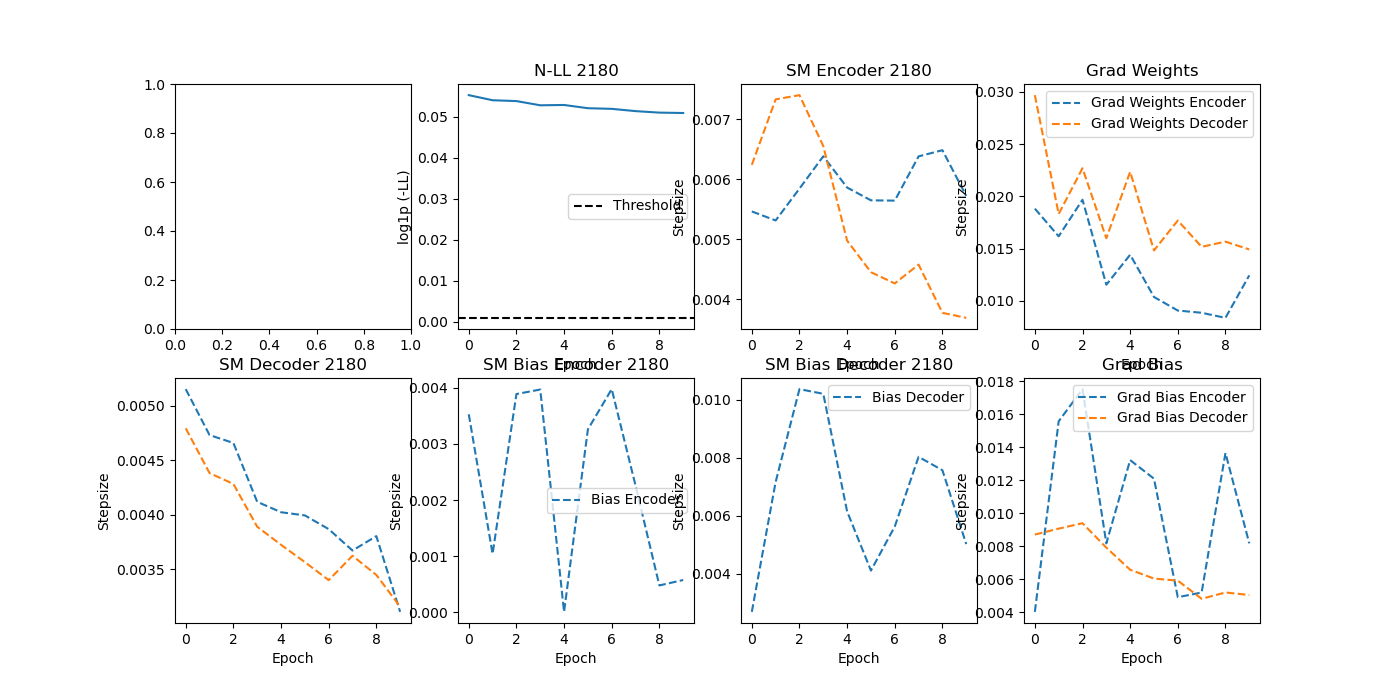 N-LL 2180
SM Encoder 2180
Grad Weights
1.0
0.8
0.6
0.4
0.2
0.0
0.0 0.2 0.4 0.6 0.8 1.0
log1p (-LL)
0.05
0.04
0.03
0.02
0.01
0.00
Threshold
0 2 4 6 8
Epoch
Stepsize
0.007
0.006
0.005
0.004
0 2 4 6 8
Epoch
Stepsize
0.030
0.025
0.020
0.015
0.010
Grad Weights Encoder
Grad Weights Decoder
0 2 4 6 8
Epoch
SM Decoder 2180
SM Bias Encoder 2180
SM Bias Decoder 2180
Grad Bias
Stepsize
0.0050
0.0045
0.0040
0.0035
0 2 4 6 8
Epoch
Stepsize
0.004
0.003
0.002
0.001
0.000
Bias Encoder
0 2 4 6 8
Epoch
Stepsize
0.010
0.008
0.006
0.004
Bias Decoder
0 2 4 6 8
Epoch
Stepsize
0.018
0.016
0.014
0.012
0.010
0.008
0.006
0.004
Grad Bias Encoder
Grad Bias Decoder
0 2 4 6 8
Epoch